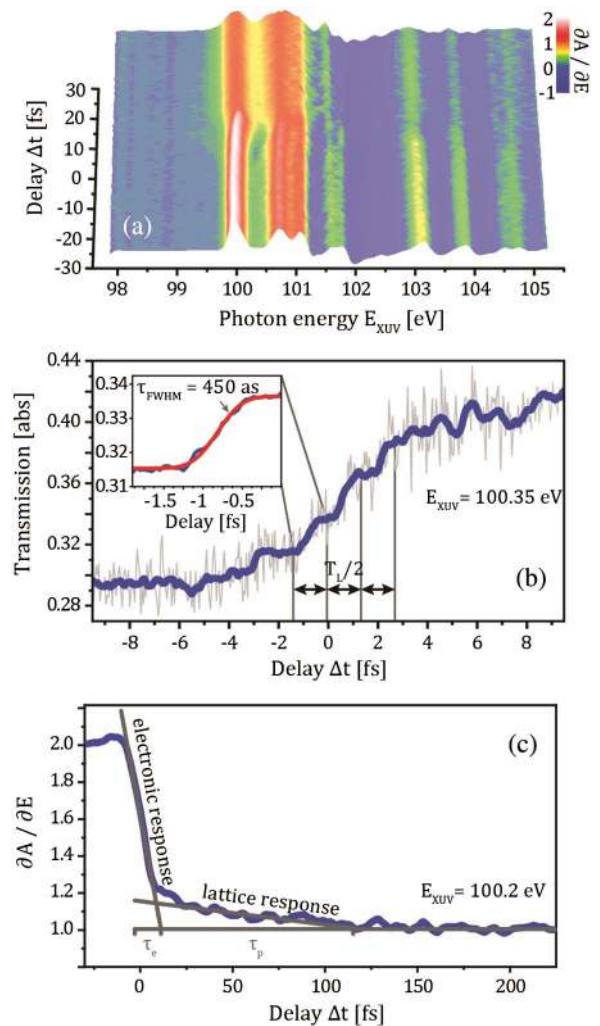 2
1
0
-1
∂A / ∂E
30
20
10
0
-10
-20
-30
Delay Δt [fs]
(a)
98 99 100 101 102 103 104 105
Photon energy E_XUV [eV]
0.44
0.40
0.36
0.32
0.28
Transmission [abs]
0.34
0.33
0.32
0.31
τ_FWHM = 450 as
-1.5 -1 -0.5
Delay [fs]
E_XUV = 100.35 eV
T_L/2
(b)
-8 -6 -4 -2 0 2 4 6 8
Delay Δt [fs]
2.0
1.8
1.6
1.4
1.2
1.0
∂A / ∂E
electronic response
(c)
lattice response
E_XUV = 100.2 eV
τ_e τ_p
0 50 100 150 200
Delay Δt [fs]